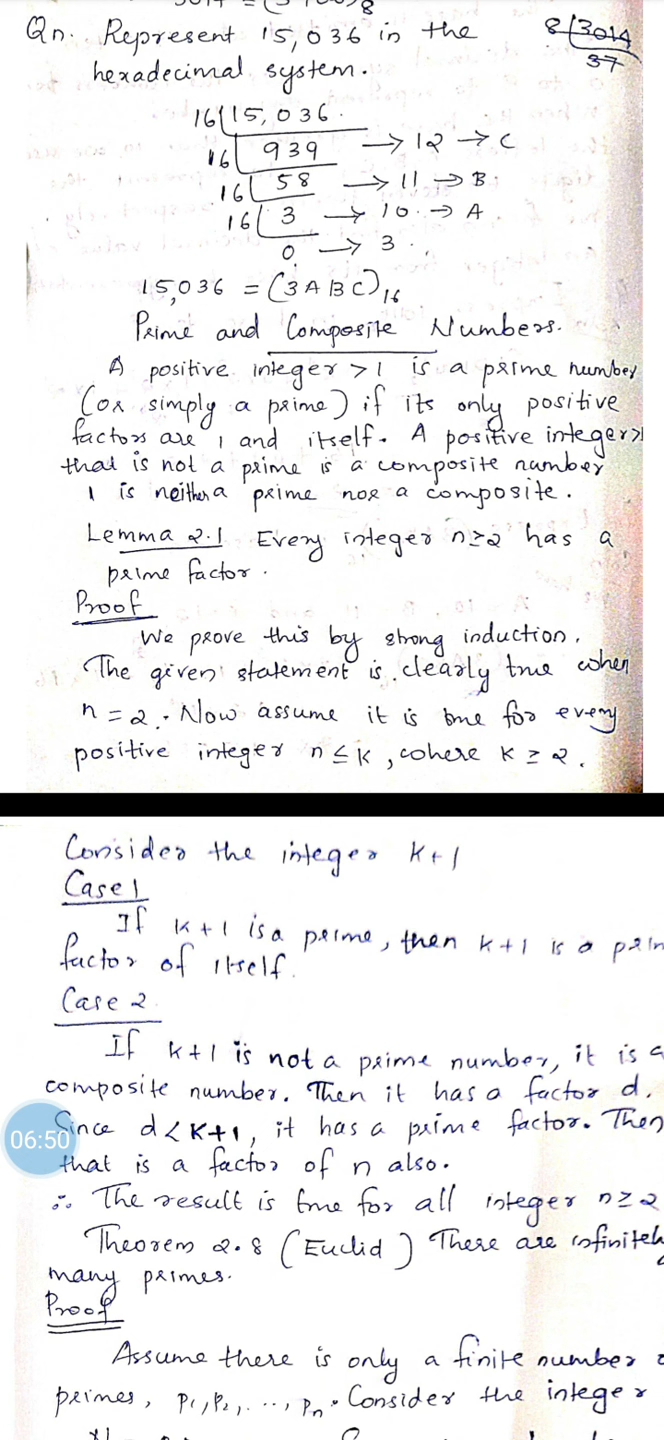 8
Qn. Represent 15,036 in the
hexadecimal system.
8 3014
37
16 15,036.
16 939 → 12 → C
16 58 → 11 → B
16 3 → 10 → A
0 → 3.
15,036 = (3ABC)16
Prime and Composite Numbers.
A positive integer > 1 is a prime number
(or simply a prime) if its only positive
factors are 1 and itself. A positive integer >1
that is not a prime is a composite number
1 is neither a prime nor a composite.
Lemma 2.1 Every integer n≥2 has a
prime factor.
Proof
We prove this by strong induction.
The given statement is clearly true when
n = 2. Now assume it is true for every
positive integer n ≤ k, where k ≥ 2.
Consider the integer k+1
Case 1
If k+1 is a prime, then k+1 is a prim
factor of itself.
Case 2
If k+1 is not a prime number, it is a
composite number. Then it has a factor d.
Since d < k+1, it has a prime factor. Then
06:50
that is a factor of n also.
∴ The result is true for all integer n≥2
Theorem 2.8 (Euclid) There are infinitely
many primes.
Proof
Assume there is only a finite number
primes, p1, p2, ..., pn. Consider the integer